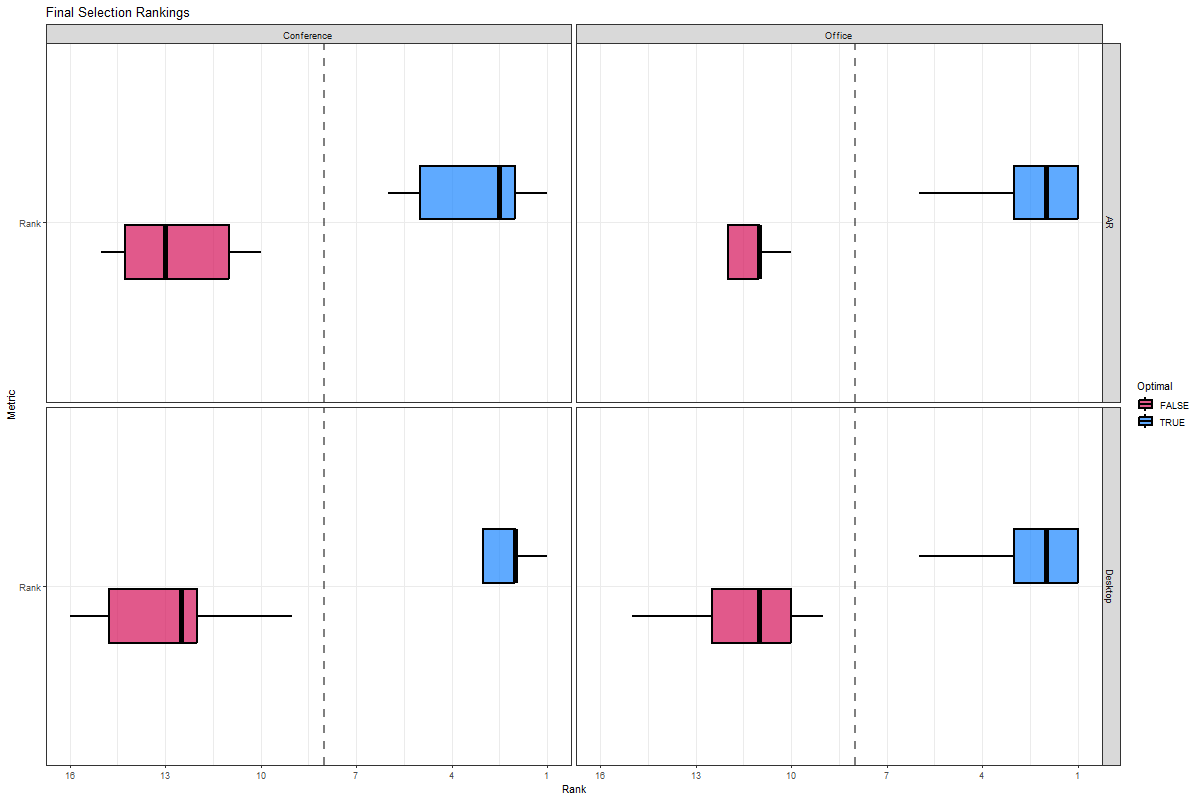 Final Selection Rankings
Conference
Office
Rank
AR
Metric
Rank
Desktop
Optimal
FALSE
TRUE
16 13 10 7 4 1
16 13 10 7 4 1
Rank